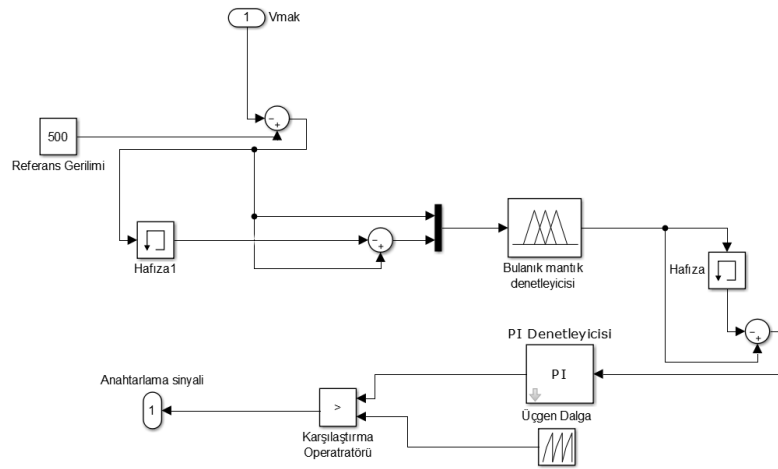 1
Vmak
500
Referans Gerilimi
Hafıza1
Bulanık mantık
denetleyicisi
Hafıza
PI Denetleyicisi
PI
Anahtarlama sinyali
1
>
Karşılaştırma
Operatratörü
Üçgen Dalga